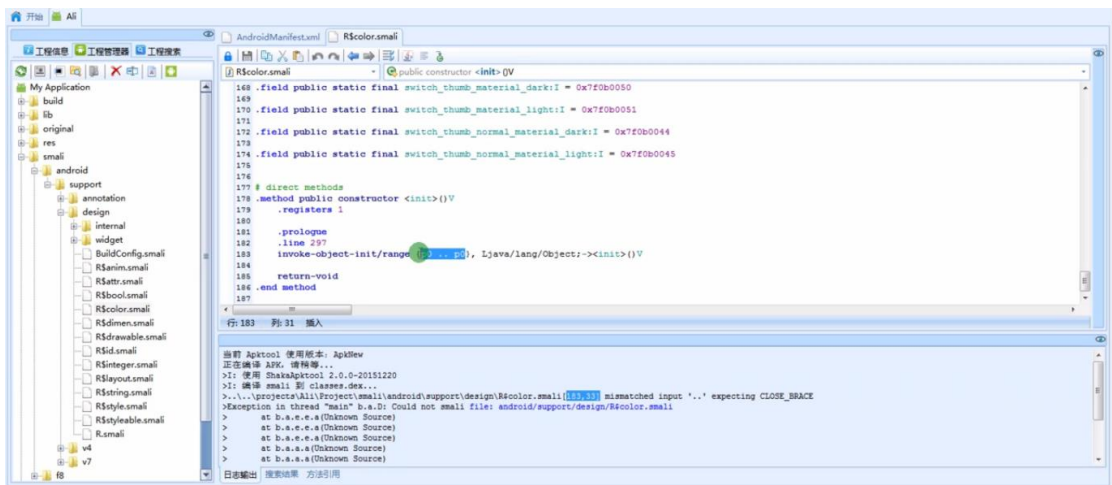 开始 Ali
工程信息 工程管理器 工程搜索
My Application
build
lib
original
res
smali
android
support
annotation
design
internal
widget
BuildConfig.smali
R$anim.smali
R$attr.smali
R$bool.smali
R$color.smali
R$dimen.smali
R$drawable.smali
R$id.smali
R$integer.smali
R$layout.smali
R$string.smali
R$style.smali
R$styleable.smali
R.smali
v4
v7
f8
AndroidManifest.xml R$color.smali
R$color.smali public constructor <init> ()V
168 .field public static final switch_thumb_material_dark:I = 0x7f0b0050
169
170 .field public static final switch_thumb_material_light:I = 0x7f0b0051
171
172 .field public static final switch_thumb_normal_material_dark:I = 0x7f0b0044
173
174 .field public static final switch_thumb_normal_material_light:I = 0x7f0b0045
175
176
177 # direct methods
178 .method public constructor <init>()V
179 .registers 1
180
181 .prologue
182 .line 297
183 invoke-object-init/range .. p0}, Ljava/lang/Object;-><init>()V
184
185 return-void
186 .end method
187
行: 183 列: 31 插入
当前 Apktool 使用版本: ApkNew
正在编译 APK, 请稍等...
>I: 使用 ShakaApktool 2.0.0-20151220
>I: 编译 smali 到 classes.dex...
>..\..\projects\Ali\Project\smali\android\support\design\R$color.smali[183,33] mismatched input '..' expecting CLOSE_BRACE
>Exception in thread "main" b.a.D: Could not smali file: android/support/design/R$color.smali
> at b.a.e.e.a(Unknown Source)
> at b.a.e.e.a(Unknown Source)
> at b.a.e.e.a(Unknown Source)
> at b.a.a.a(Unknown Source)
> at b.a.a.a(Unknown Source)
日志输出 搜索结果 方法引用